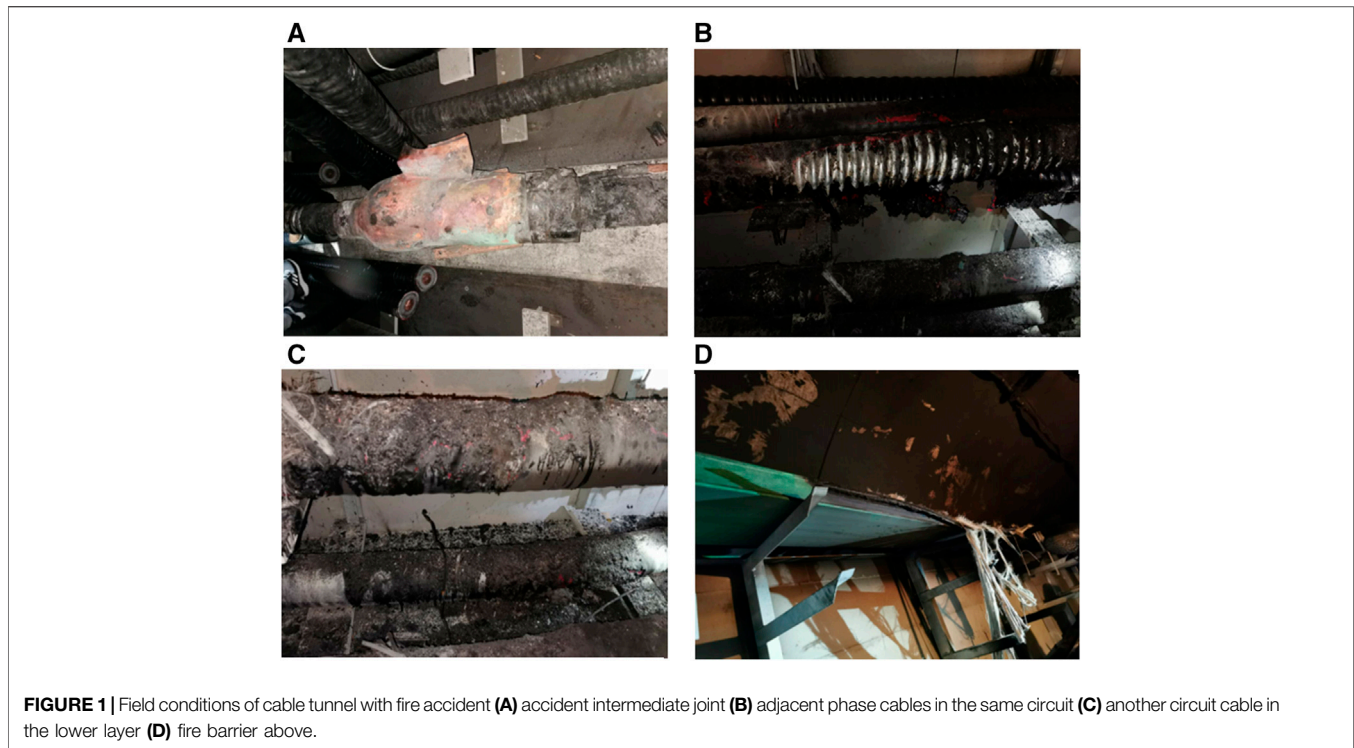 A
B
C
D
FIGURE 1 | Field conditions of cable tunnel with fire accident (A) accident intermediate joint (B) adjacent phase cables in the same circuit (C) another circuit cable in
the lower layer (D) fire barrier above.